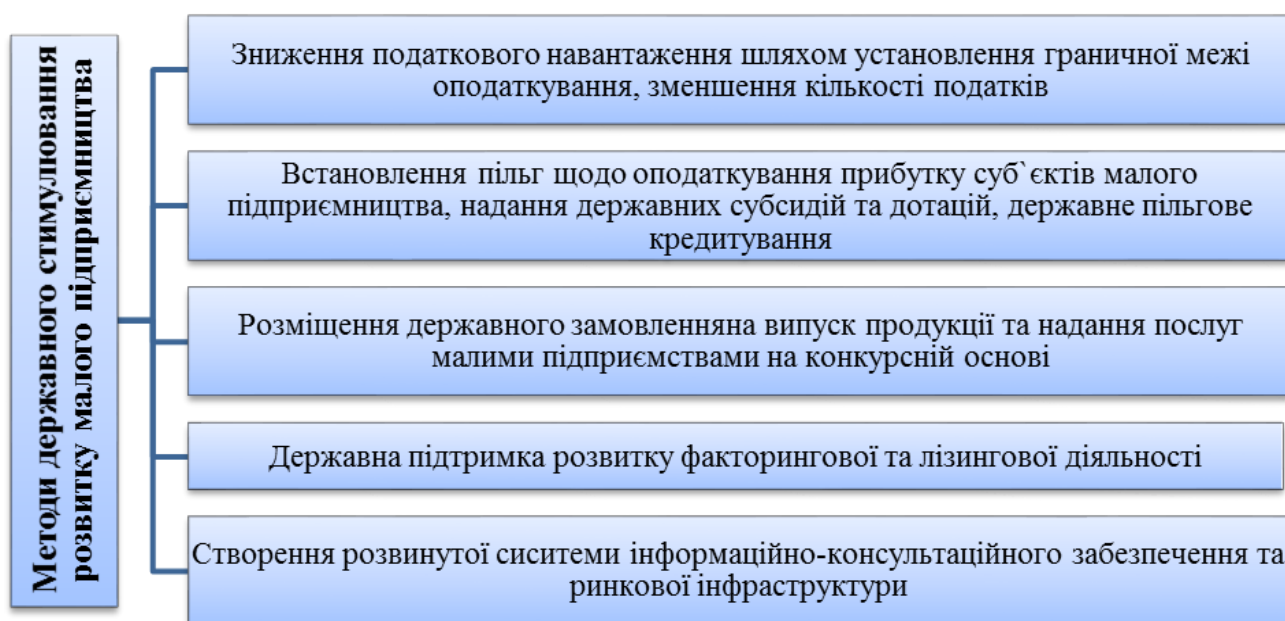 Методи державного стимулювання
розвитку малого підприємництва
Зниження податкового навантаження шляхом установлення граничної межі
оподаткування, зменшення кількості податків
Встановлення пільг щодо оподаткування прибутку суб`єктів малого
підприємництва, надання державних субсидій та дотацій, державне пільгове
кредитування
Розміщення державного замовленняна випуск продукції та надання послуг
малими підприємствами на конкурсній основі
Державна підтримка розвитку факторингової та лізингової діяльності
Створення розвинутої сиситеми інформаційно-консультаційного забезпечення та
ринкової інфраструктури